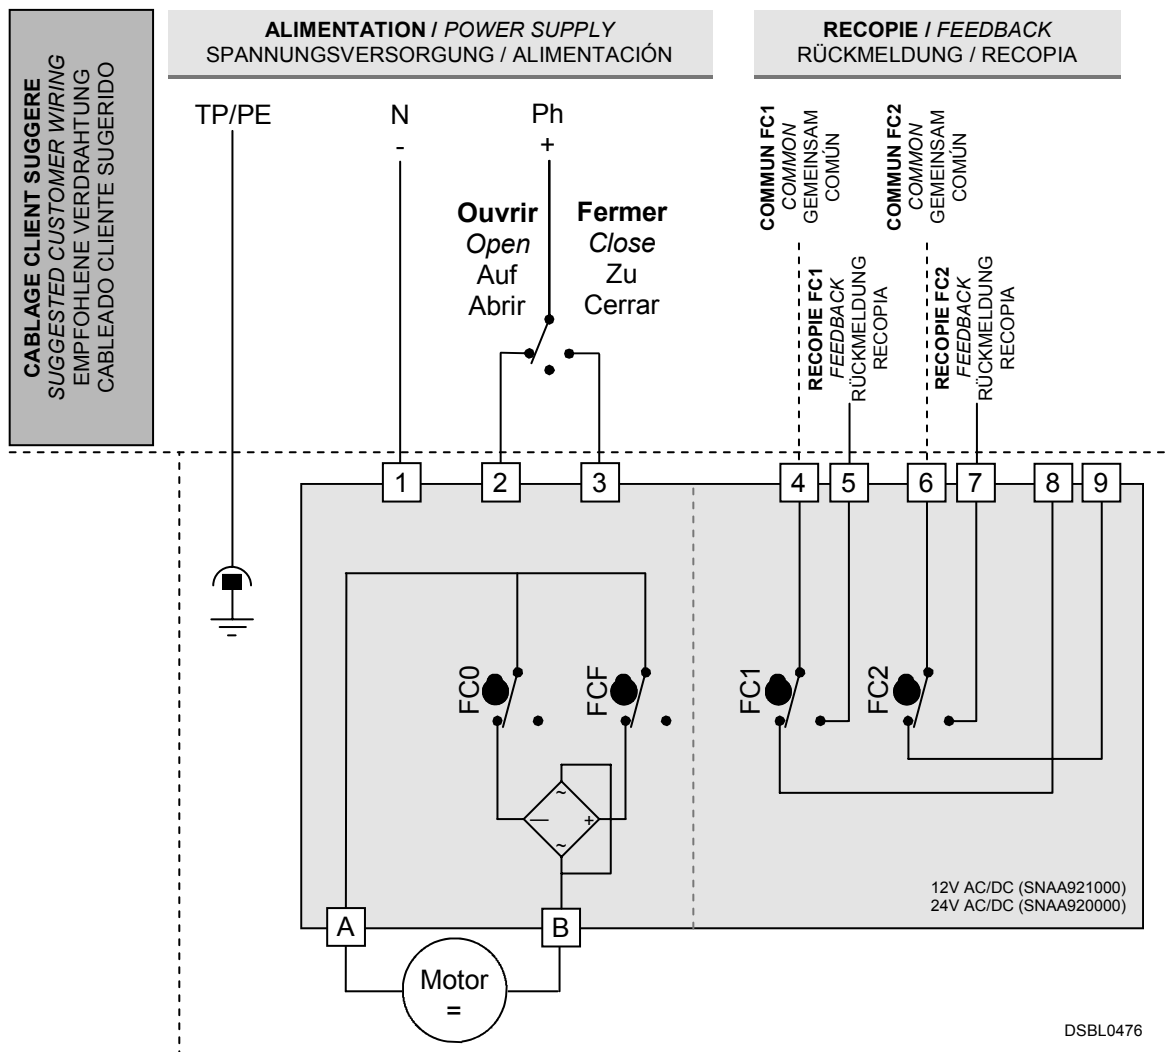 CABLAGE CLIENT SUGGERE
SUGGESTED CUSTOMER WIRING
EMPFOHLENE VERDRAHTUNG
CABLEADO CLIENTE SUGERIDO
ALIMENTATION / POWER SUPPLY
SPANNUNGSVERSORGUNG / ALIMENTACIÓN
RECOPIE / FEEDBACK
RÜCKMELDUNG / RECOPIA
TP/PE
N
-
Ph
+
Ouvrir
Open
Auf
Abrir
Fermer
Close
Zu
Cerrar
COMMUN FC1
COMMON
GEMEINSAM
COMÚN
RECOPIE FC1
FEEDBACK
RÜCKMELDUNG
RECOPIA
COMMUN FC2
COMMON
GEMEINSAM
COMÚN
RECOPIE FC2
FEEDBACK
RÜCKMELDUNG
RECOPIA
1 2 3 4 5 6 7 8 9
FC0
FCF
FC1
FC2
~
— +
~
12V AC/DC (SNAA921000)
24V AC/DC (SNAA920000)
A
B
Motor
=
DSBL0476